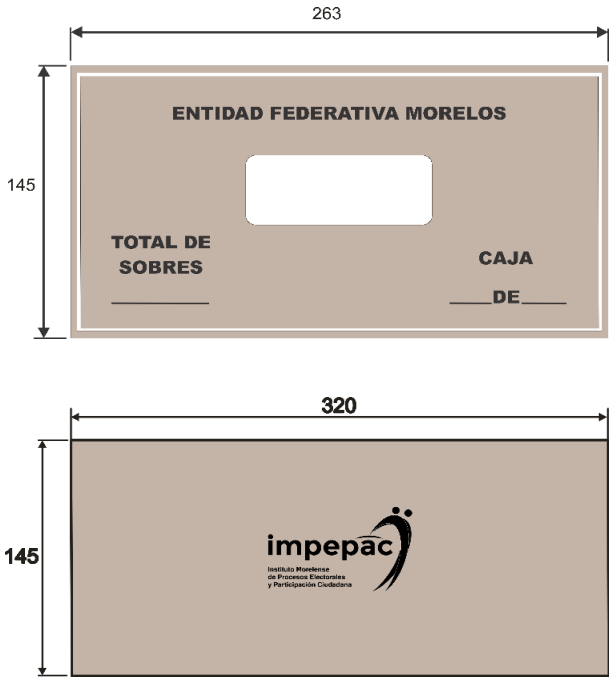 263
ENTIDAD FEDERATIVA MORELOS
145
TOTAL DE
SOBRES
CAJA
____DE____
320
145
impepac
Instituto Morelense
de Procesos Electorales
y Participación Ciudadana